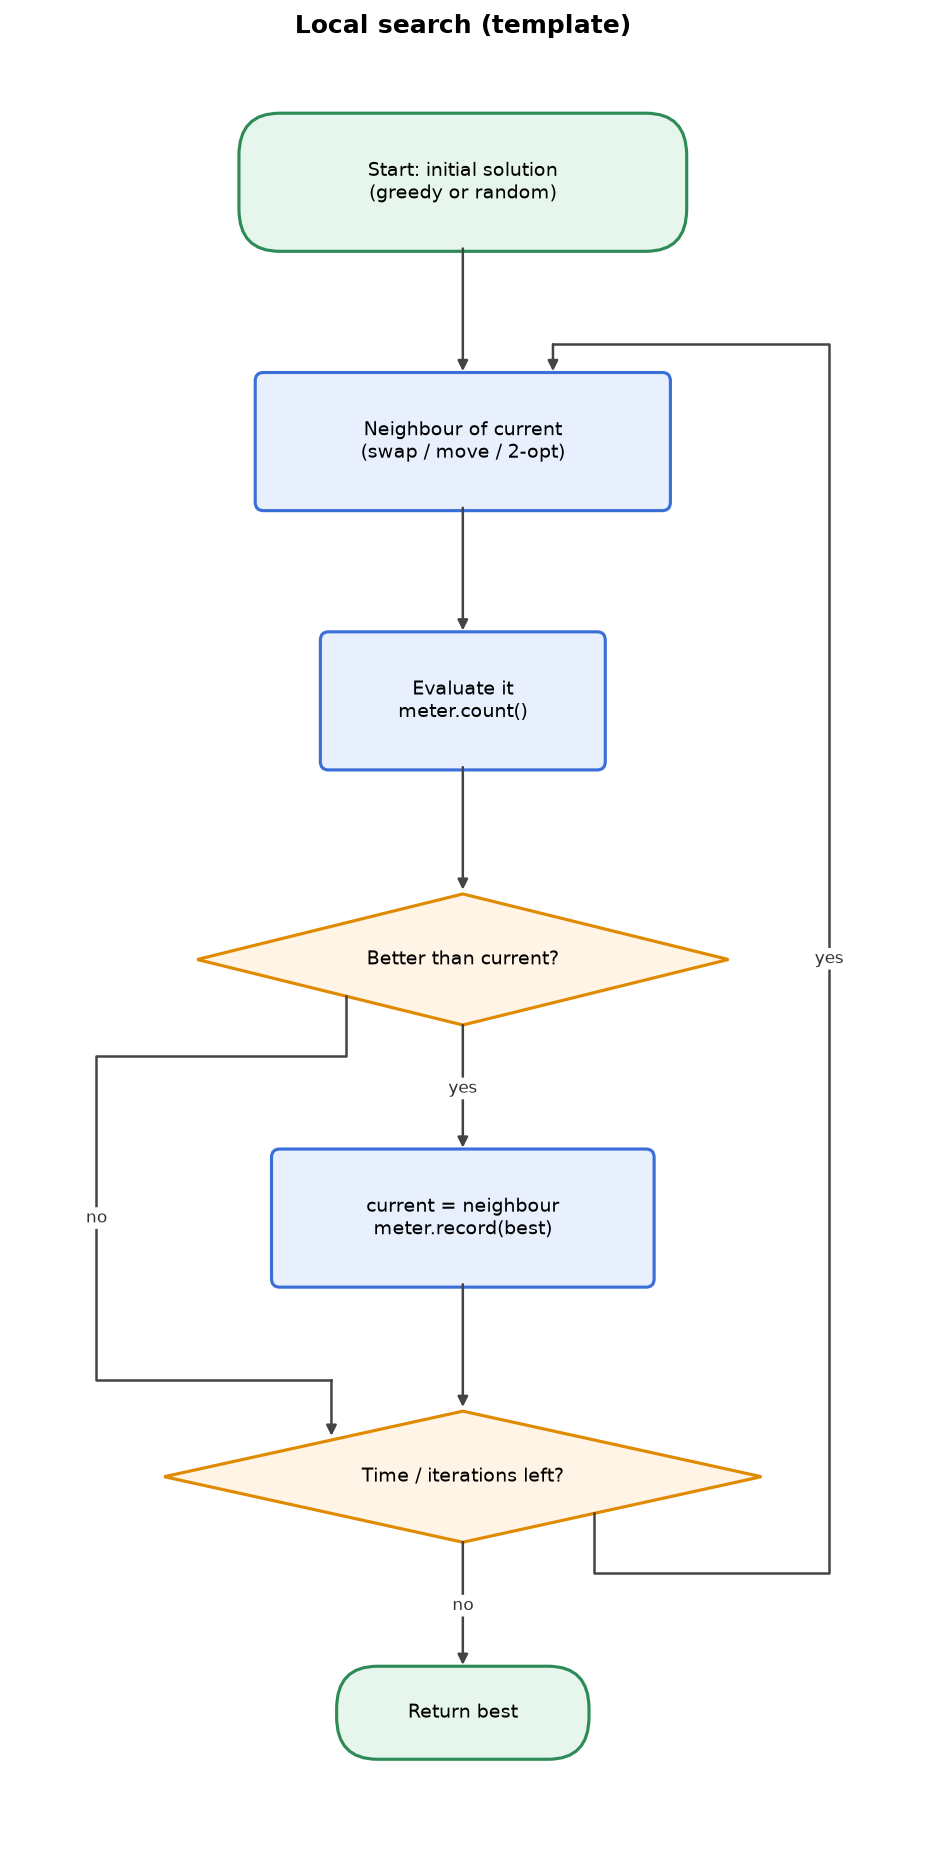 Local search (template)
Start: initial solution
(greedy or random)
Neighbour of current
(swap / move / 2-opt)
Evaluate it
meter.count()
Better than current?
yes
yes
no
current = neighbour
meter.record(best)
Time / iterations left?
no
Return best